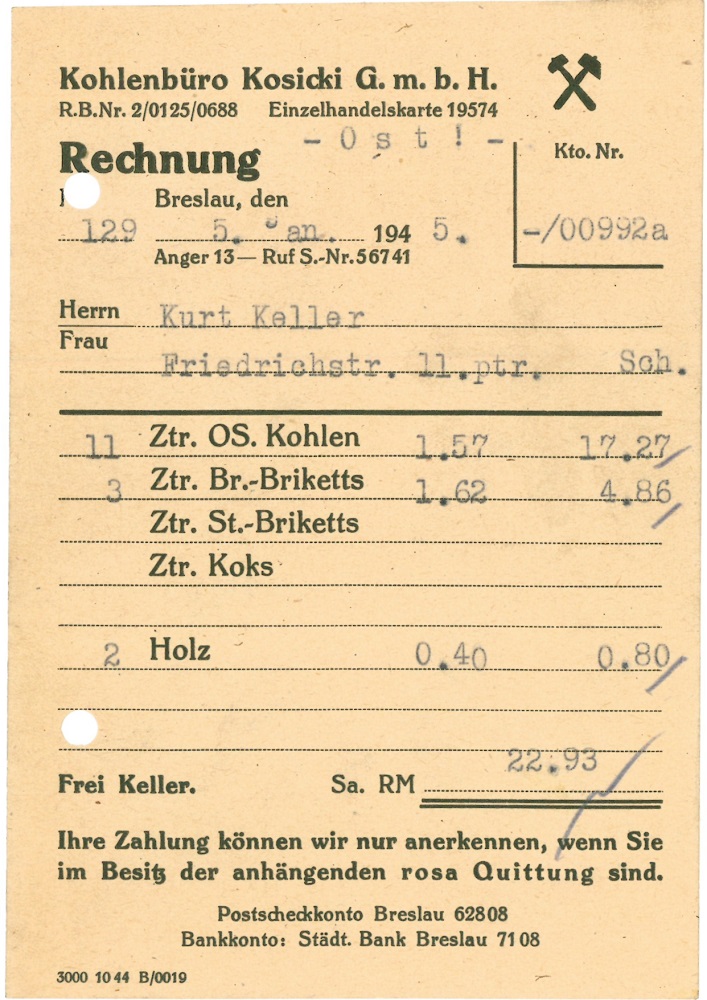 Kohlenbüro Kosicki G. m. b. H.
R.B.Nr. 2/0125/0688 Einzelhandelskarte 19574
- O s t ! -
Rechnung
Kto. Nr.
Breslau, den
129 5. Jan. 194 5. -/00992a
Anger 13 — Ruf S.-Nr. 56741
Herrn Kurt Keller
Frau
Friedrichstr. 11.ptr. Sch.
11 Ztr. OS. Kohlen 1.57 17.27
3 Ztr. Br.-Briketts 1.62 4.86
Ztr. St.-Briketts
Ztr. Koks
2 Holz 0.40 0.80
22.93
Frei Keller. Sa. RM
Ihre Zahlung können wir nur anerkennen, wenn Sie
im Besitz der anhängenden rosa Quittung sind.
Postscheckkonto Breslau 62808
Bankkonto: Städt. Bank Breslau 7108
3000 10 44 B/0019